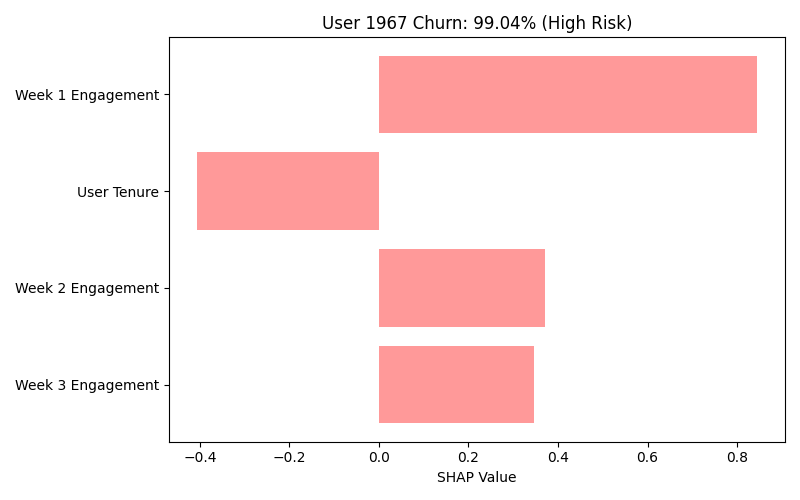 User 1967 Churn: 99.04% (High Risk)
Week 1 Engagement
User Tenure
Week 2 Engagement
Week 3 Engagement
−0.4 −0.2 0.0 0.2 0.4 0.6 0.8
SHAP Value